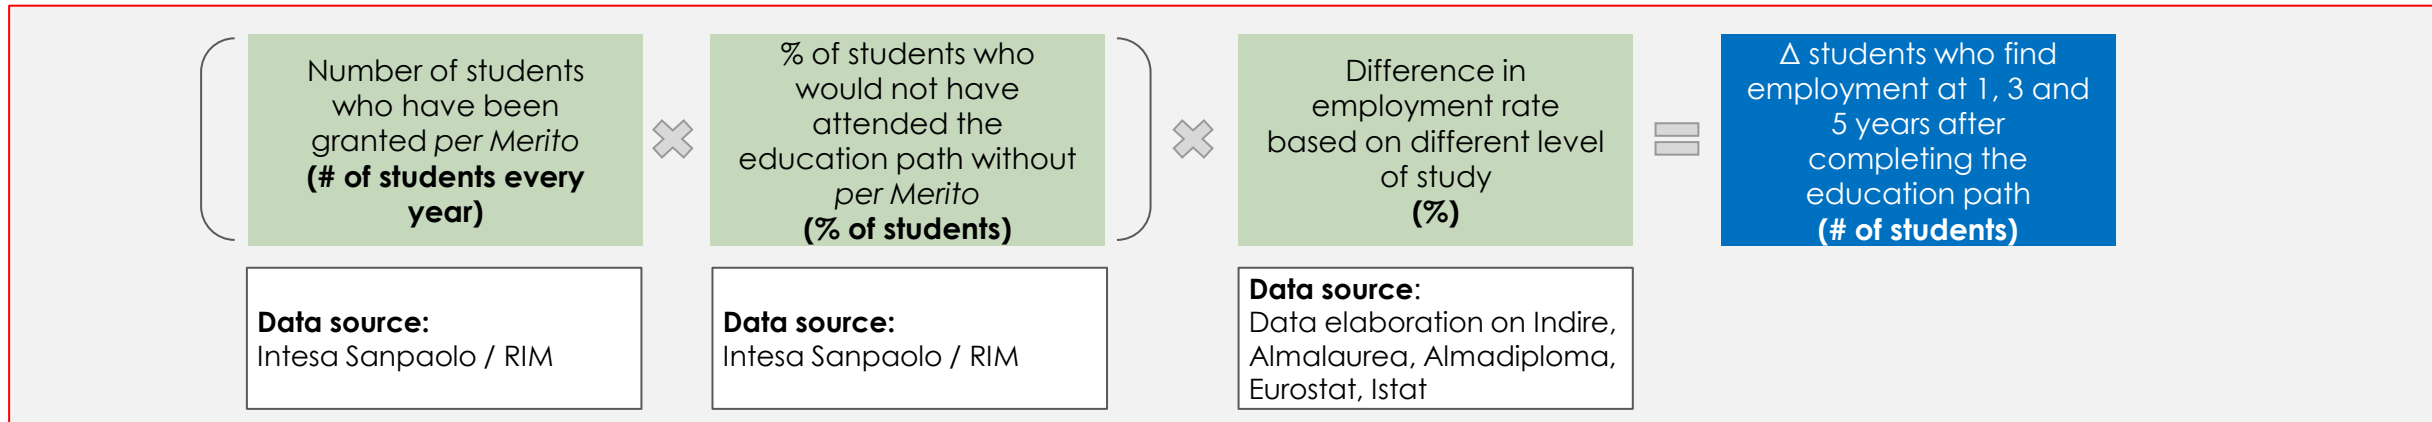 Number of students
who have been
granted per Merito
(# of students every
year)
% of students who
would not have
attended the
education path without
per Merito
(% of students)
Difference in
employment rate
based on different level
of study
(%)
Δ students who find
employment at 1, 3 and
5 years after
completing the
education path
(# of students)
Data source:
Intesa Sanpaolo / RIM
Data source:
Intesa Sanpaolo / RIM
Data source:
Data elaboration on Indire,
Almalaurea, Almadiploma,
Eurostat, Istat